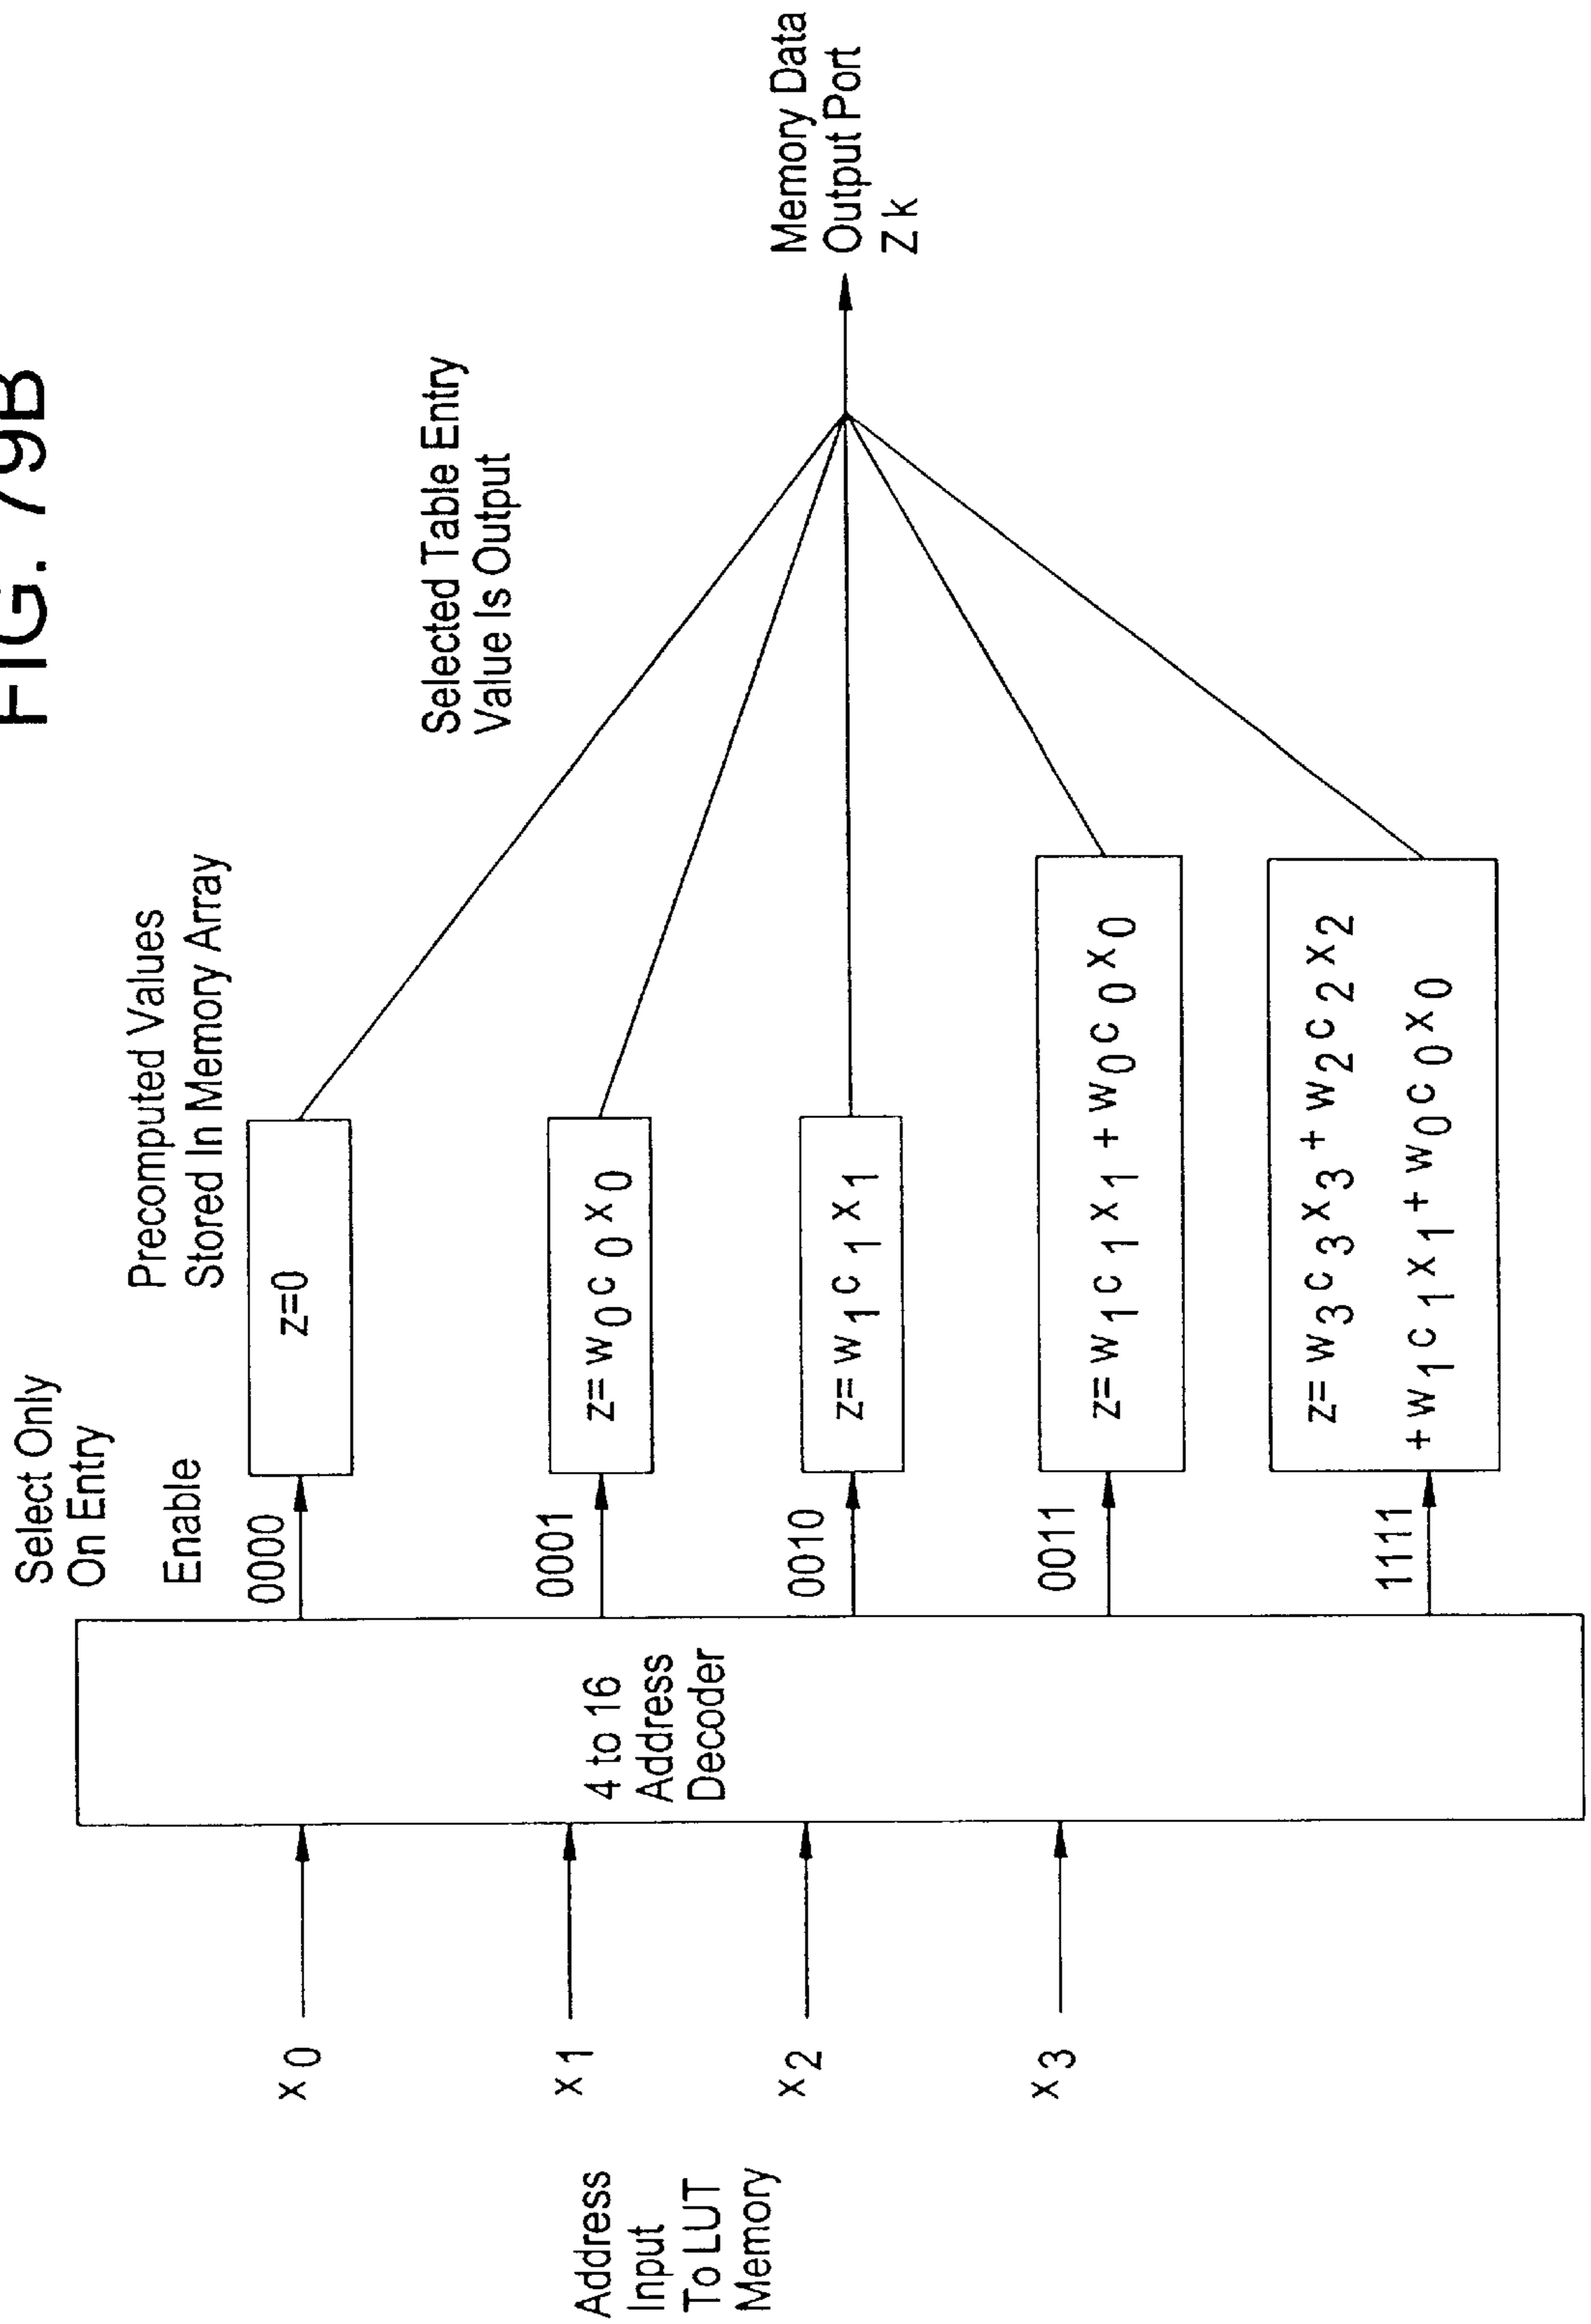 FIG. 79B
Select Only
On Entry
Enable
Precomputed Values
Stored In Memory Array
Selected Table Entry
Value Is Output
Address
Input
To LUT
Memory
x0
x1
x2
x3
4 to 16
Address
Decoder
0000
z=0
0001
z=w0c0x0
0010
z=w1c1x1
0011
z=w1c1x1+w0c0x0
1111
z=w3c3x3+w2c2x2
+w1c1x1+w0c0x0
Memory Data
Output Port
Z k